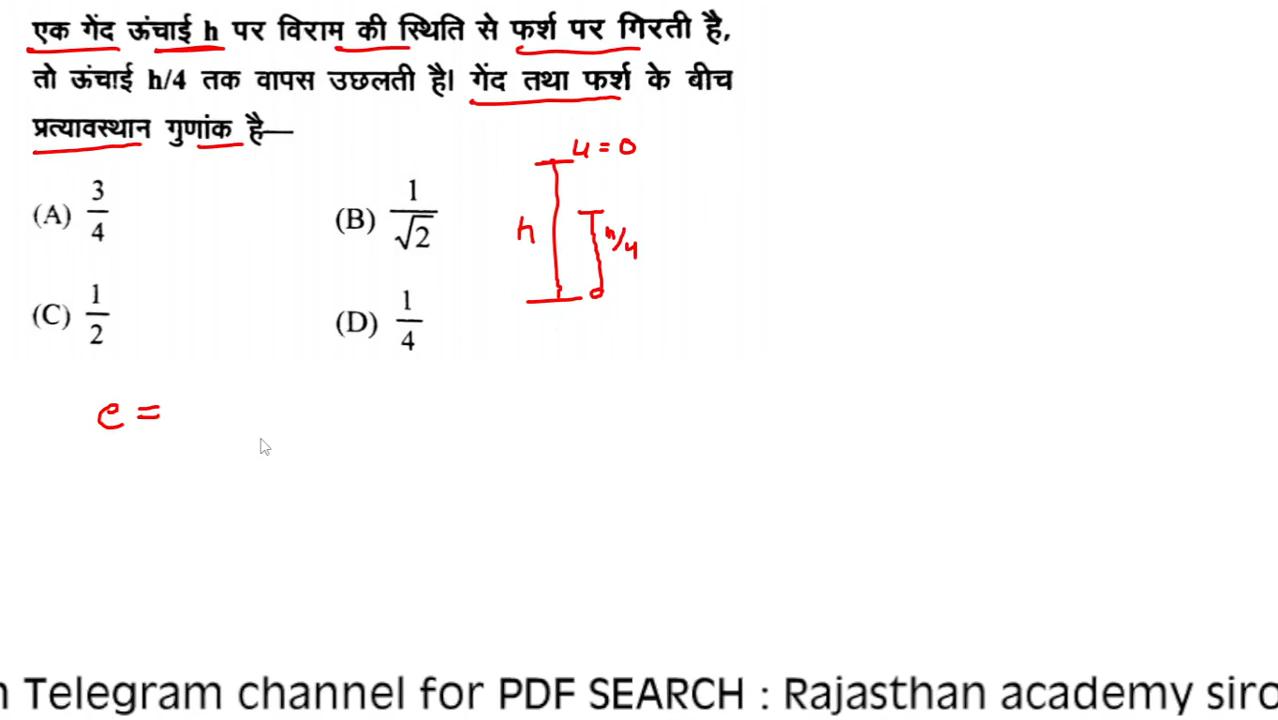 एक गेंद ऊंचाई h पर विराम की स्थिति से फर्श पर गिरती है,
तो ऊंचाई h/4 तक वापस उछलती है। गेंद तथा फर्श के बीच
प्रत्यावस्थान गुणांक है—
u = 0
(A) 3/4 (B) 1/√2
h h/4
(C) 1/2 (D) 1/4
e =
Telegram channel for PDF SEARCH : Rajasthan academy